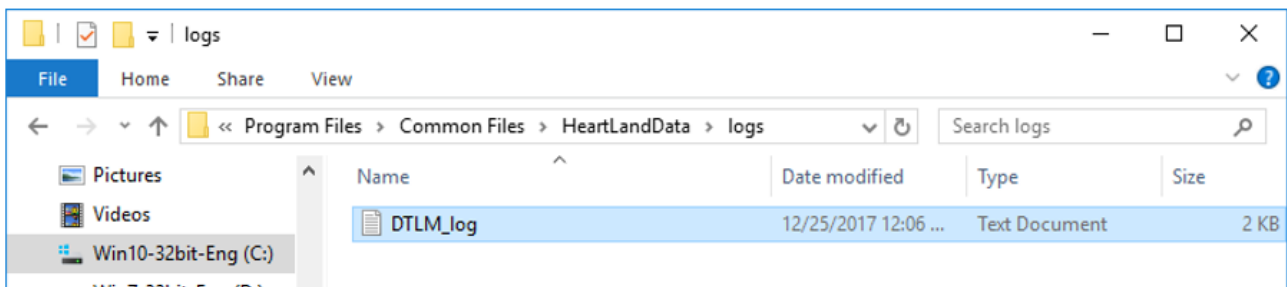 logs
File Home Share View
« Program Files > Common Files > HeartLandData > logs Search logs
Pictures
Videos
Win10-32bit-Eng (C:)
Name Date modified Type Size
DTLM_log 12/25/2017 12:06 ... Text Document 2 KB